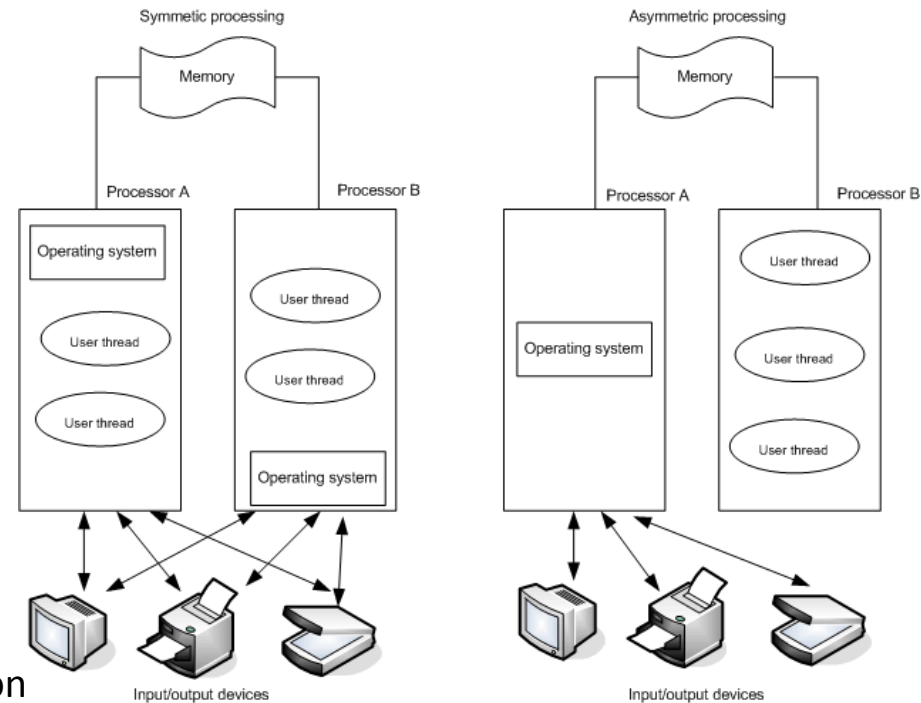 Symmetic processing
Memory
Processor A
Processor B
Operating system
User thread
User thread
User thread
User thread
Operating system
Input/output devices
Asymmetric processing
Memory
Processor A
Processor B
Operating system
User thread
User thread
User thread
Input/output devices
on